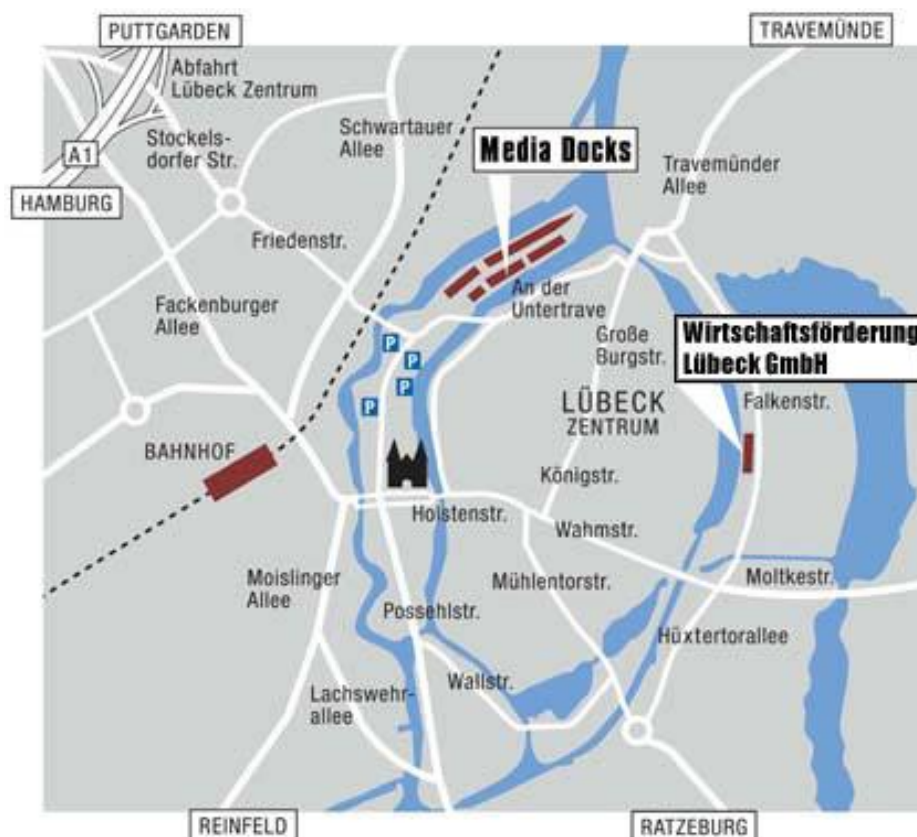 PUTTGARDEN
TRAVEMÜNDE
Abfahrt
Lübeck Zentrum
Stockels-
dorfer Str.
A1
HAMBURG
Schwartauer
Allee
Media Docks
Travemünder
Allee
Friedenstr.
Fackenburger
Allee
An der
Untertrave
Große
Burgstr.
Wirtschaftsförderung
Lübeck GmbH
P
P
P
P
LÜBECK
ZENTRUM
Falkenstr.
BAHNHOF
Königstr.
Holstenstr.
Wahmstr.
Moislinger
Allee
Mühlentorstr.
Moltkestr.
Possehlstr.
Hüxtertorallee
Lachswehr-
allee
Wallstr.
REINFELD
RATZEBURG